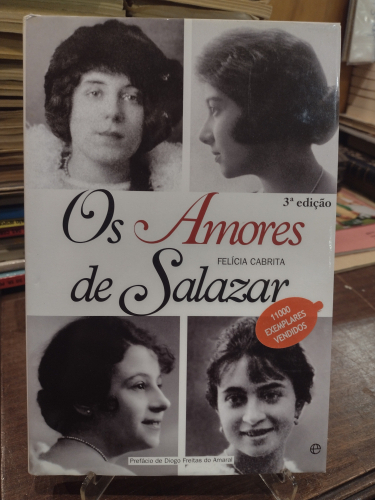 3ª edição
Os Amores
FELÍCIA CABRITA
de Salazar
11000
EXEMPLARES
VENDIDOS
Prefácio de Diogo Freitas do Amaral
e